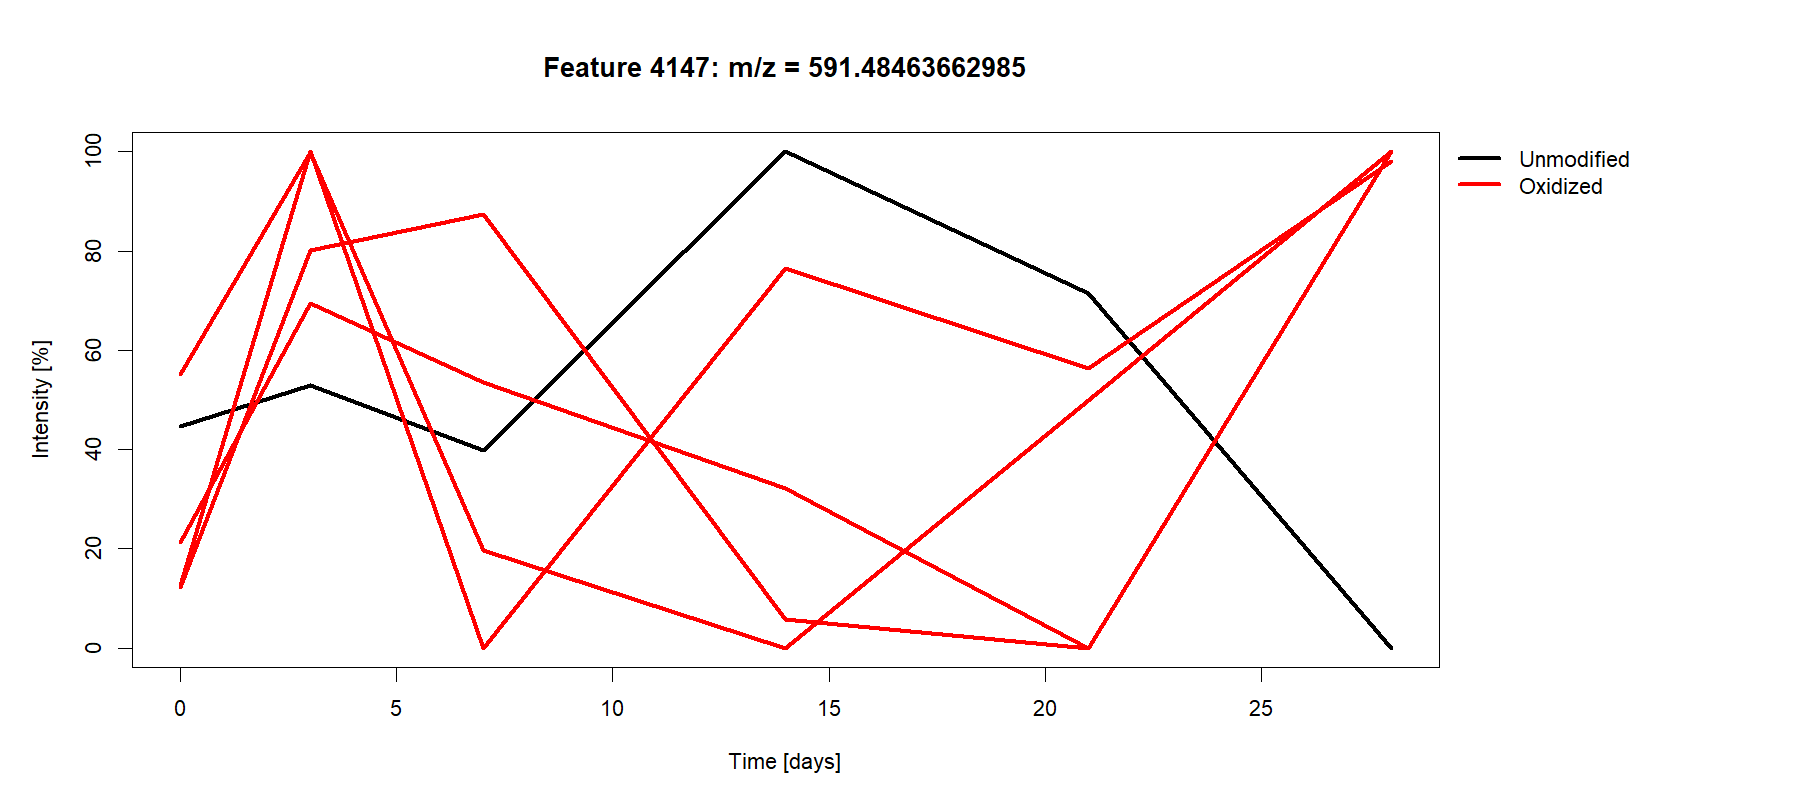 Feature 4147: m/z = 591.48463662985
Unmodified
Oxidized
Intensity [%]
100
80
60
40
20
0
0 5 10 15 20 25
Time [days]